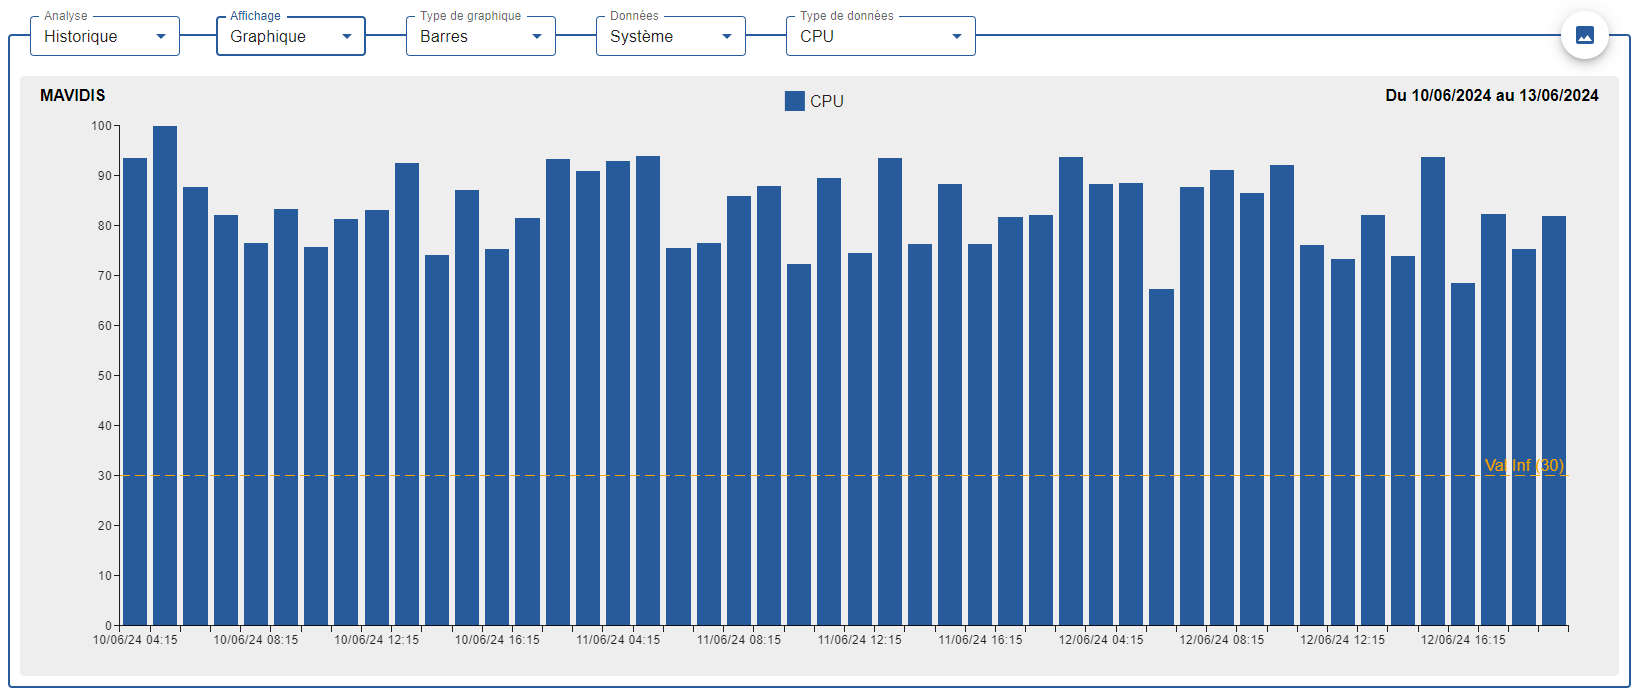 Analyse
Historique
Affichage
Graphique
Type de graphique
Barres
Données
Système
Type de données
CPU
MAVIDIS
CPU
Du 10/06/2024 au 13/06/2024
100
90
80
70
60
50
40
30
20
10
0
Val Inf (30)
10/06/24 04:15 10/06/24 08:15 10/06/24 12:15 10/06/24 16:15 11/06/24 04:15 11/06/24 08:15 11/06/24 12:15 11/06/24 16:15 12/06/24 04:15 12/06/24 08:15 12/06/24 12:15 12/06/24 16:15